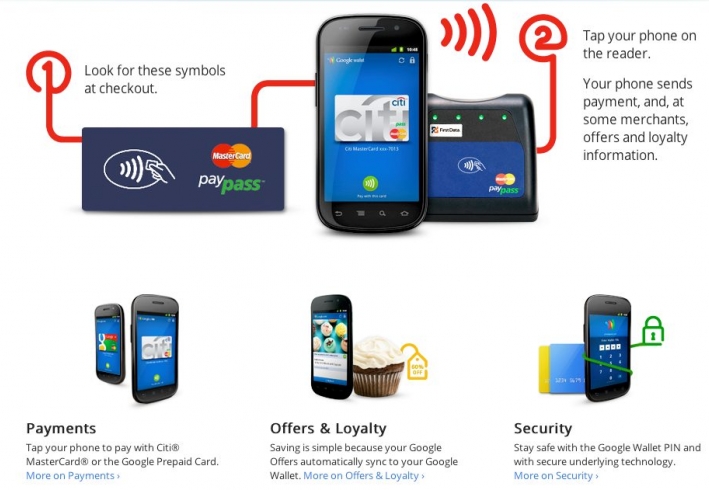 1
Look for these symbols
at checkout.
MasterCard
paypass
10:48
Google wallet
citi
citi
pass
MasterCard
Citi MasterCard xxx-7013
Pay with this card
First Data
MasterCard
paypass
2
Tap your phone on
the reader.
Your phone sends
payment, and, at
some merchants,
offers and loyalty
information.
citi
50%
OFF
Payments
Tap your phone to pay with Citi®
MasterCard® or the Google Prepaid Card.
More on Payments ›
Offers & Loyalty
Saving is simple because your Google
Offers automatically sync to your Google
Wallet. More on Offers & Loyalty ›
Security
Stay safe with the Google Wallet PIN and
with secure underlying technology.
More on Security ›